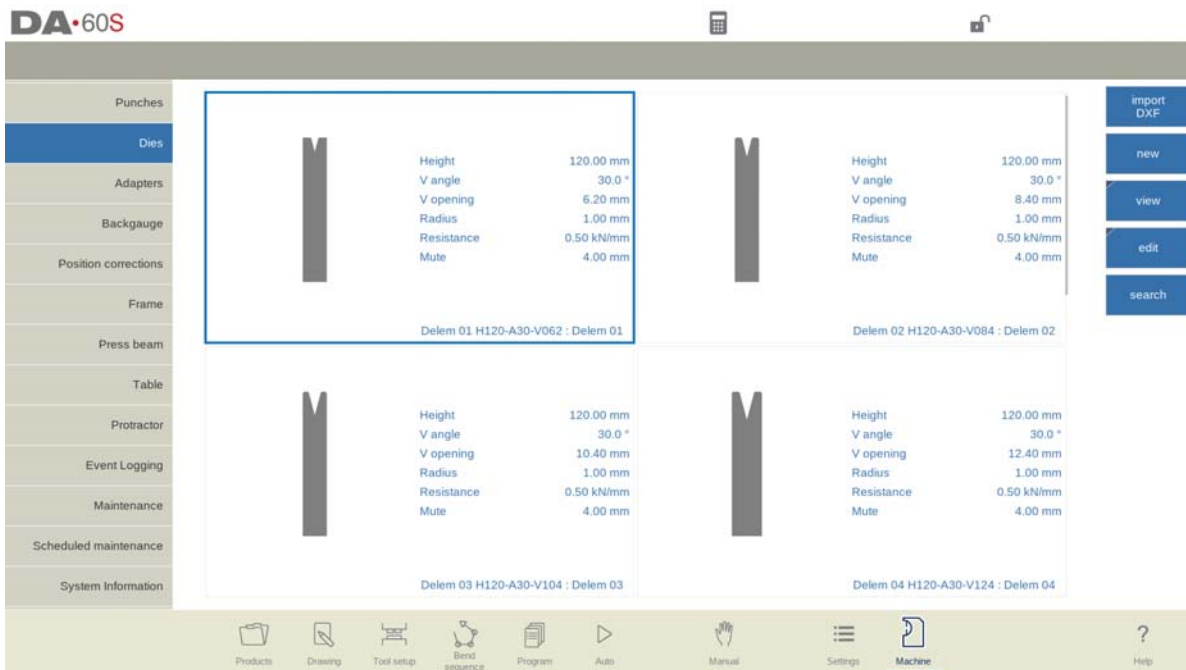 DA•60S
Punches
Dies
Adapters
Backgauge
Position corrections
Frame
Press beam
Table
Protractor
Event Logging
Maintenance
Scheduled maintenance
System Information
Height 120.00 mm
V angle 30.0 °
V opening 6.20 mm
Radius 1.00 mm
Resistance 0.50 kN/mm
Mute 4.00 mm
Delem 01 H120-A30-V062 : Delem 01
Height 120.00 mm
V angle 30.0 °
V opening 8.40 mm
Radius 1.00 mm
Resistance 0.50 kN/mm
Mute 4.00 mm
Delem 02 H120-A30-V084 : Delem 02
Height 120.00 mm
V angle 30.0 °
V opening 10.40 mm
Radius 1.00 mm
Resistance 0.50 kN/mm
Mute 4.00 mm
Delem 03 H120-A30-V104 : Delem 03
Height 120.00 mm
V angle 30.0 °
V opening 12.40 mm
Radius 1.00 mm
Resistance 0.50 kN/mm
Mute 4.00 mm
Delem 04 H120-A30-V124 : Delem 04
import
DXF
new
view
edit
search
Products
Drawing
Tool setup
Bend
sequence
Program
Auto
Manual
Settings
Machine
?
Help